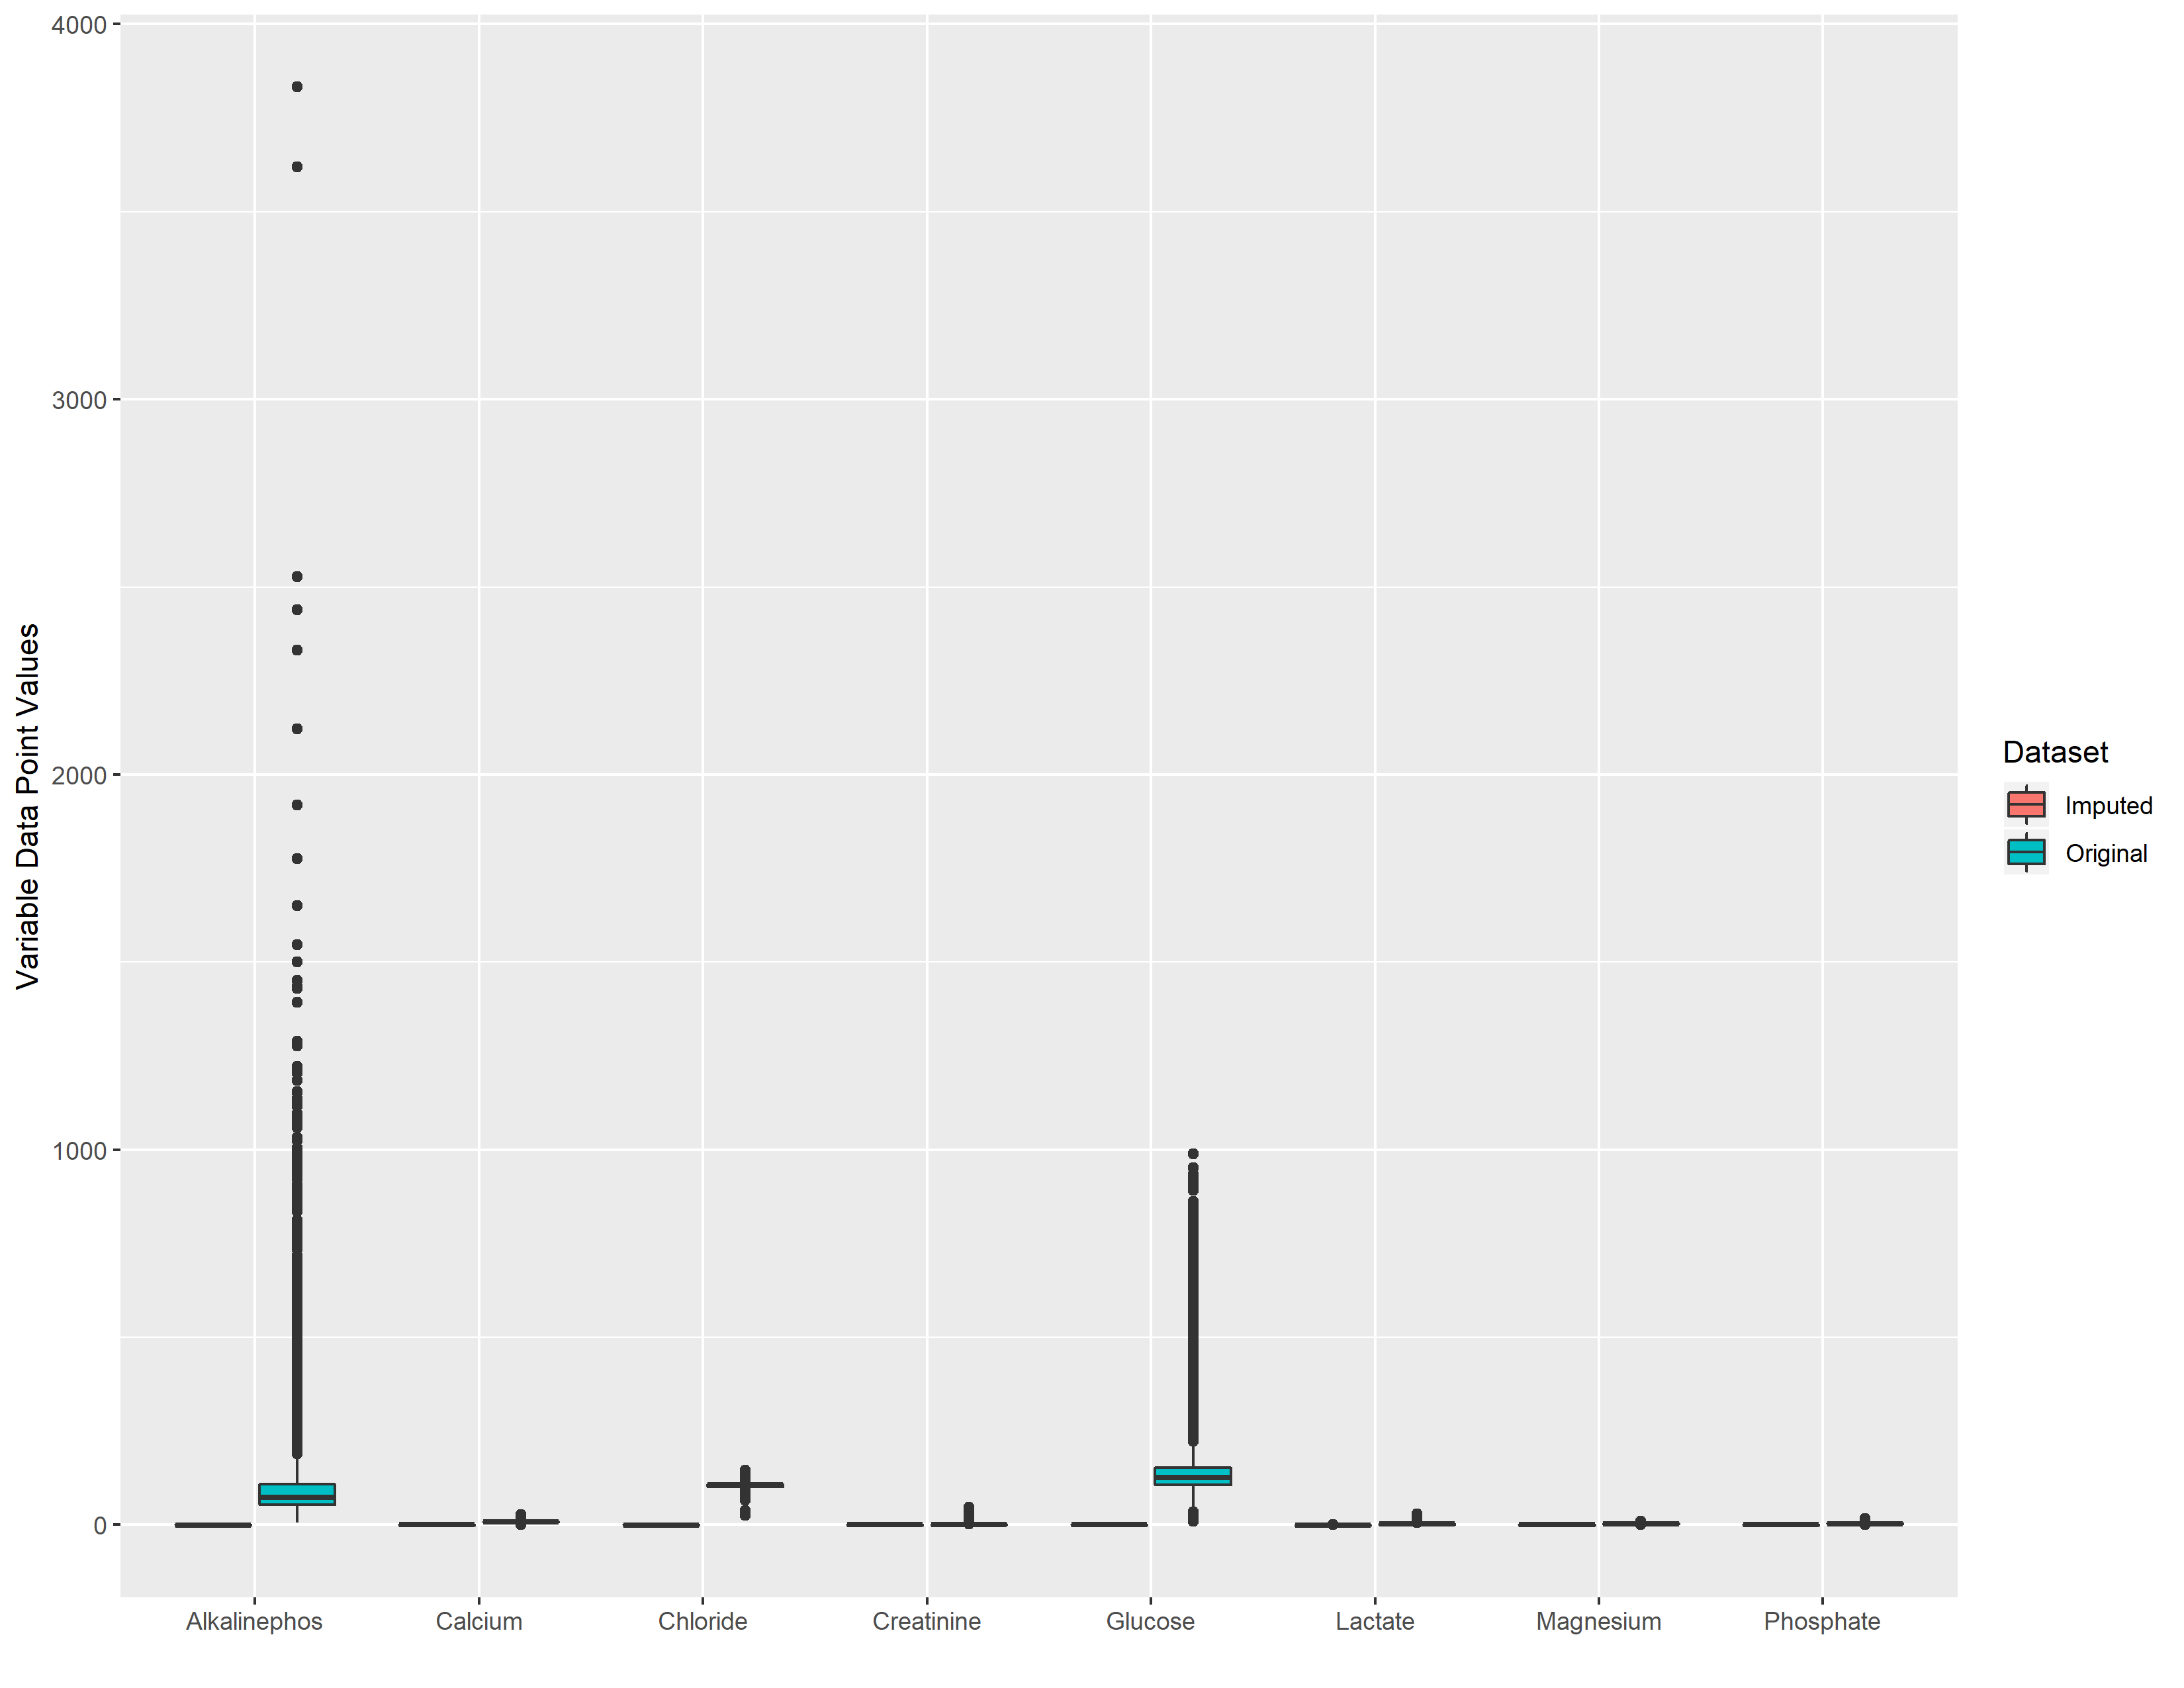 4000
3000
2000
1000
0
Variable Data Point Values
Alkalinephos Calcium Chloride Creatinine Glucose Lactate Magnesium Phosphate
Dataset
Imputed
Original